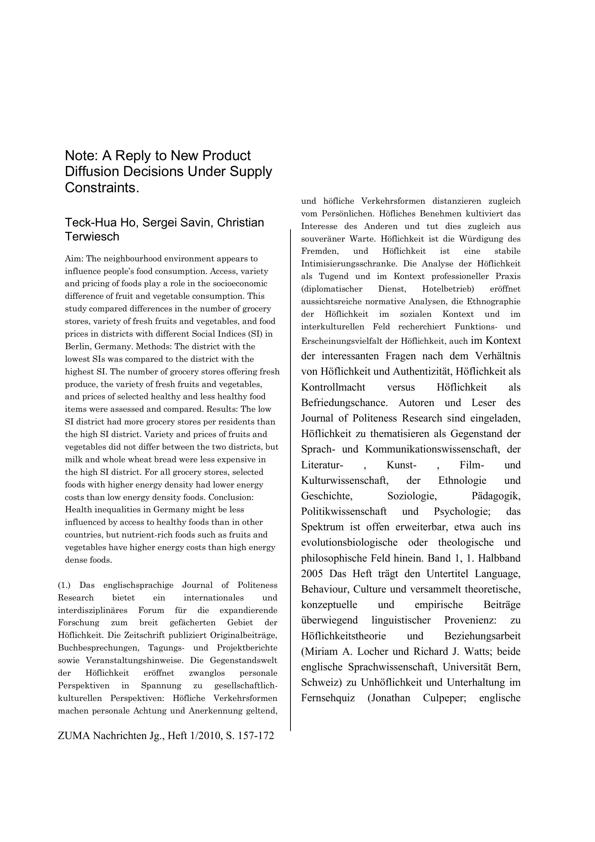 Note: A Reply to New Product
Diffusion Decisions Under Supply
Constraints.
Teck-Hua Ho, Sergei Savin, Christian
Terwiesch
Aim: The neighbourhood environment appears to
influence people's food consumption. Access, variety
and pricing of foods play a role in the socioeconomic
difference of fruit and vegetable consumption. This
study compared differences in the number of grocery
stores, variety of fresh fruits and vegetables, and food
prices in districts with different Social Indices (SI) in
Berlin, Germany. Methods: The district with the
lowest SIs was compared to the district with the
highest SI. The number of grocery stores offering fresh
produce, the variety of fresh fruits and vegetables,
and prices of selected healthy and less healthy food
items were assessed and compared. Results: The low
SI district had more grocery stores per residents than
the high SI district. Variety and prices of fruits and
vegetables did not differ between the two districts, but
milk and whole wheat bread were less expensive in
the high SI district. For all grocery stores, selected
foods with higher energy density had lower energy
costs than low energy density foods. Conclusion:
Health inequalities in Germany might be less
influenced by access to healthy foods than in other
countries, but nutrient-rich foods such as fruits and
vegetables have higher energy costs than high energy
dense foods.
(1.) Das englischsprachige Journal of Politeness
Research bietet ein internationales und
interdisziplinäres Forum für die expandierende
Forschung zum breit gefächerten Gebiet der
Höflichkeit. Die Zeitschrift publiziert Originalbeiträge,
Buchbesprechungen, Tagungs- und Projektberichte
sowie Veranstaltungshinweise. Die Gegenstandswelt
der Höflichkeit eröffnet zwanglos personale
Perspektiven in Spannung zu gesellschaftlich-
kulturellen Perspektiven: Höfliche Verkehrsformen
machen personale Achtung und Anerkennung geltend,
und höfliche Verkehrsformen distanzieren zugleich
vom Persönlichen. Höfliches Benehmen kultiviert das
Interesse des Anderen und tut dies zugleich aus
souveräner Warte. Höflichkeit ist die Würdigung des
Fremden, und Höflichkeit ist eine stabile
Intimisierungsschranke. Die Analyse der Höflichkeit
als Tugend und im Kontext professioneller Praxis
(diplomatischer Dienst, Hotelbetrieb) eröffnet
aussichtsreiche normative Analysen, die Ethnographie
der Höflichkeit im sozialen Kontext und im
interkulturellen Feld recherchiert Funktions- und
Erscheinungsvielfalt der Höflichkeit, auch im Kontext
der interessanten Fragen nach dem Verhältnis
von Höflichkeit und Authentizität, Höflichkeit als
Kontrollmacht versus Höflichkeit als
Befriedungschance. Autoren und Leser des
Journal of Politeness Research sind eingeladen,
Höflichkeit zu thematisieren als Gegenstand der
Sprach- und Kommunikationswissenschaft, der
Literatur- , Kunst- , Film- und
Kulturwissenschaft, der Ethnologie und
Geschichte, Soziologie, Pädagogik,
Politikwissenschaft und Psychologie; das
Spektrum ist offen erweiterbar, etwa auch ins
evolutionsbiologische oder theologische und
philosophische Feld hinein. Band 1, 1. Halbband
2005 Das Heft trägt den Untertitel Language,
Behaviour, Culture und versammelt theoretische,
konzeptuelle und empirische Beiträge
überwiegend linguistischer Provenienz: zu
Höflichkeitstheorie und Beziehungsarbeit
(Miriam A. Locher und Richard J. Watts; beide
englische Sprachwissenschaft, Universität Bern,
Schweiz) zu Unhöflichkeit und Unterhaltung im
Fernsehquiz (Jonathan Culpeper; englische
ZUMA Nachrichten Jg., Heft 1/2010, S. 157-172